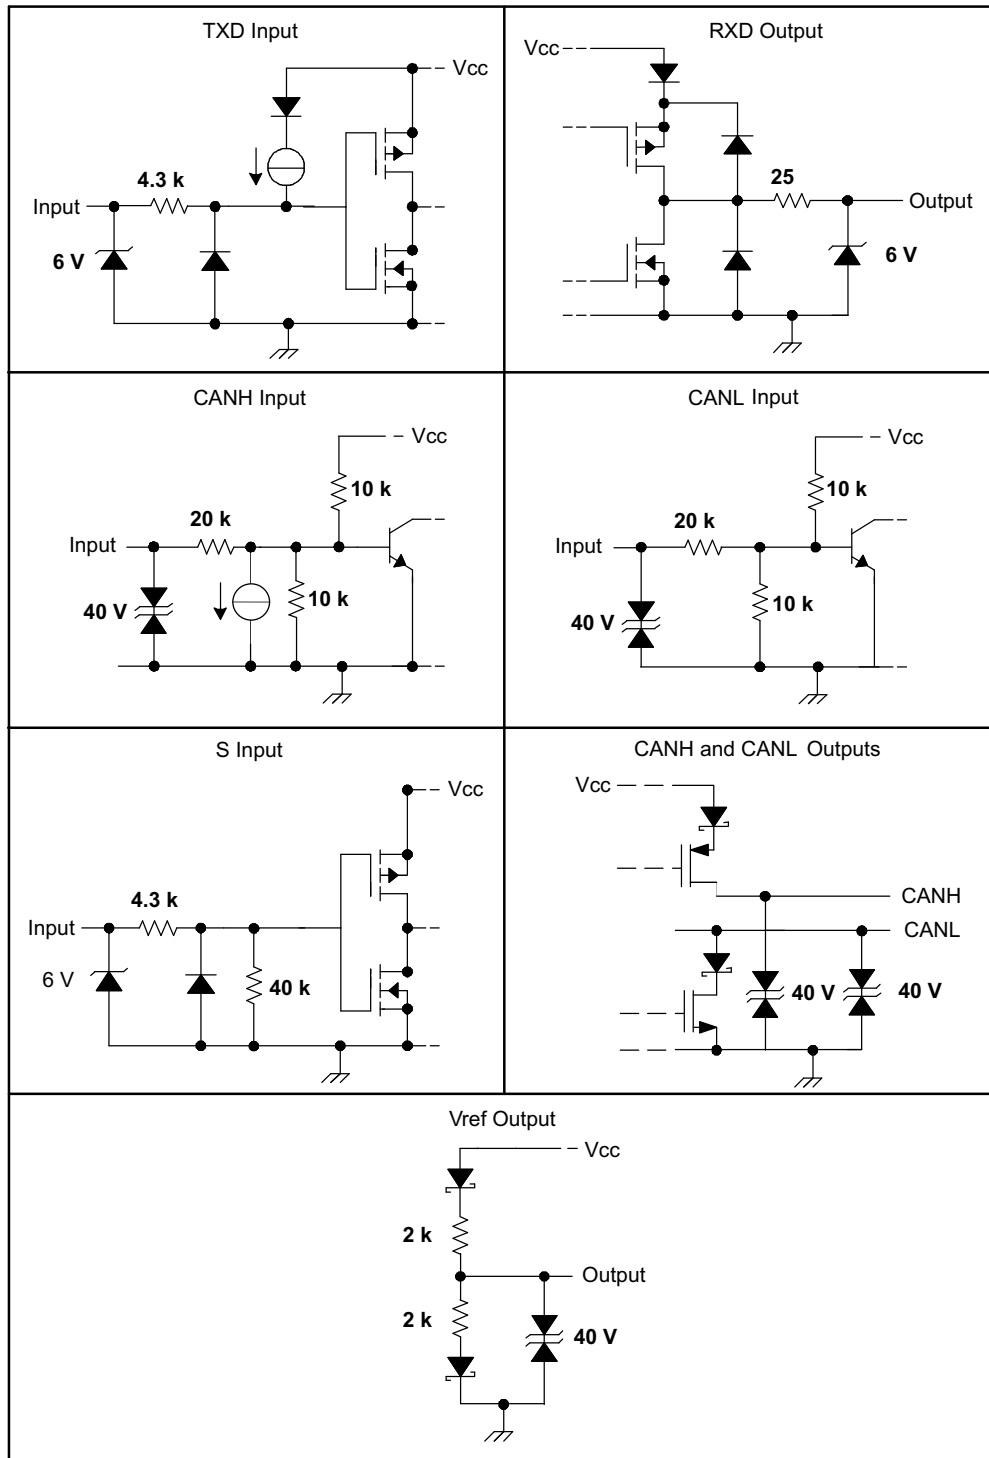 TXD Input
Vcc
4.3 k
Input
6 V
RXD Output
Vcc
25
Output
6 V
CANH Input
Vcc
10 k
20 k
Input
10 k
40 V
CANL Input
Vcc
10 k
20 k
Input
10 k
40 V
S Input
Vcc
4.3 k
Input
6 V
40 k
CANH and CANL Outputs
Vcc
CANH
CANL
40 V
40 V
Vref Output
Vcc
2 k
Output
2 k
40 V